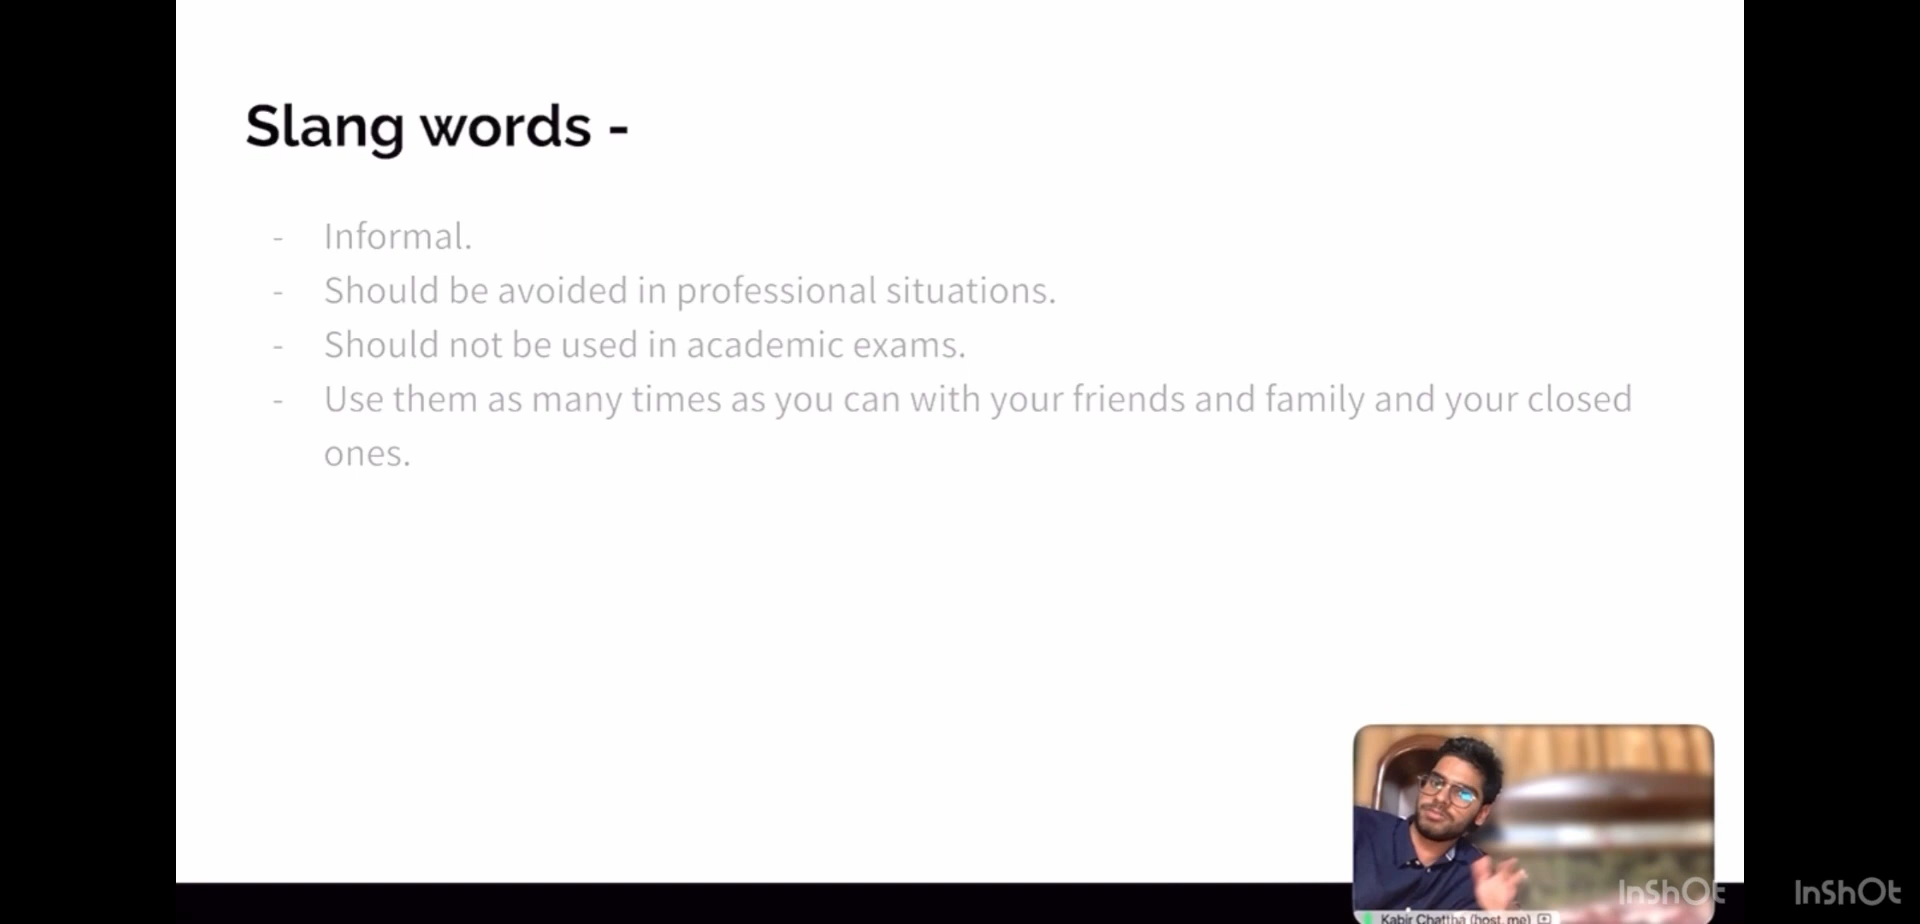 Slang words -
- Informal.
- Should be avoided in professional situations.
- Should not be used in academic exams.
- Use them as many times as you can with your friends and family and your closed
ones.
Kabir Chattha (host, me)
InShOt InShOt